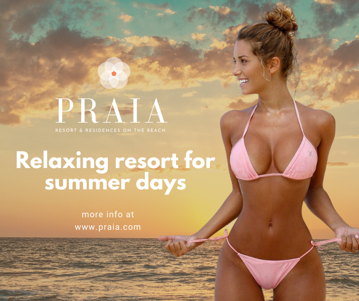 PRAIA
RESORT & RESIDENCES ON THE BEACH
Relaxing resort for
summer days
more info at
www.praia.com